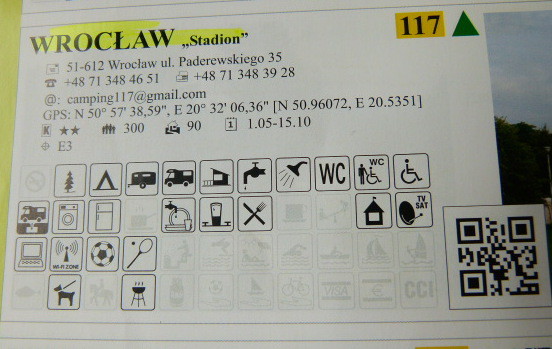 WROCŁAW „Stadion”
117
51-612 Wrocław ul. Paderewskiego 35
+48 71 348 46 51 +48 71 348 39 28
@: camping117@gmail.com
GPS: N 50° 57' 38,59", E 20° 32' 06,36" [N 50.96072, E 20.5351]
K ★★ 300 90 1.05-15.10
E3
WC WC
TV SAT
WI-FI ZONE
VISA CCI